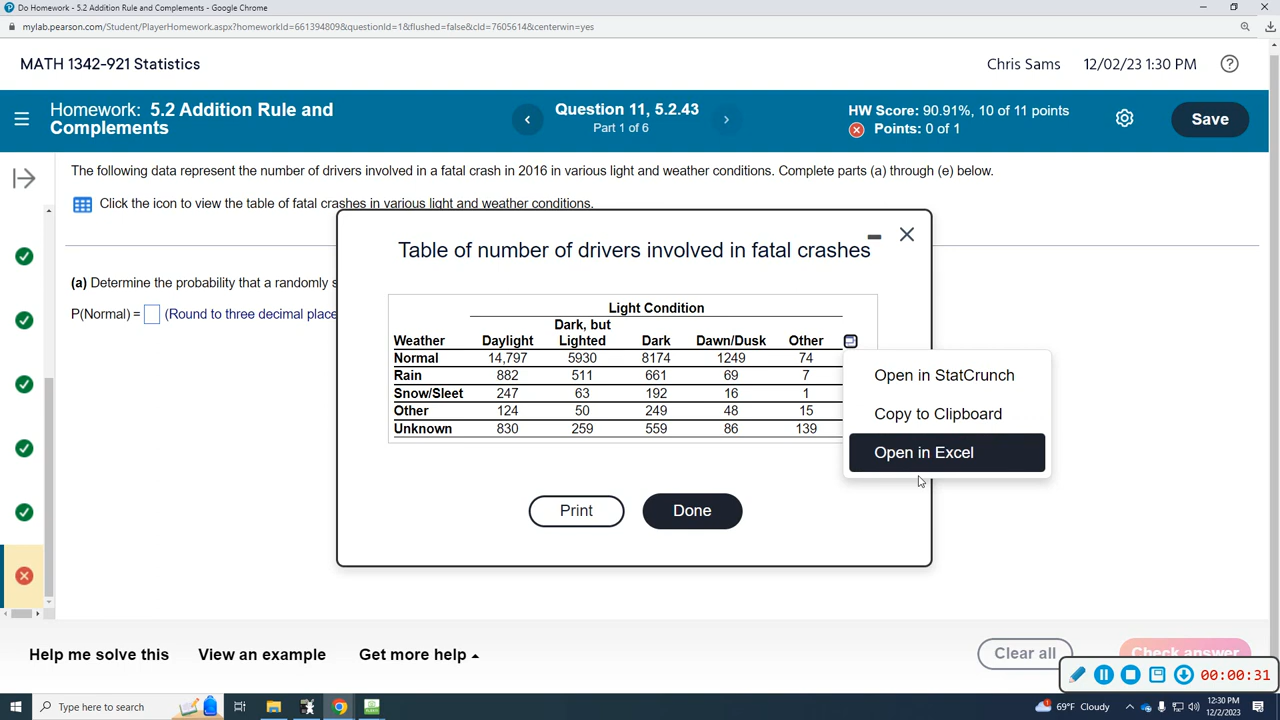 Do Homework - 5.2 Addition Rule and Complements - Google Chrome
mylab.pearson.com/Student/PlayerHomework.aspx?homeworkId=661394809&questionId=1&flushed=false&cId=7605614&centerwin=yes
MATH 1342-921 Statistics
Chris Sams 12/02/23 1:30 PM ?
Homework: 5.2 Addition Rule and Complements
Question 11, 5.2.43
Part 1 of 6
HW Score: 90.91%, 10 of 11 points
Points: 0 of 1
Save
The following data represent the number of drivers involved in a fatal crash in 2016 in various light and weather conditions. Complete parts (a) through (e) below.
Click the icon to view the table of fatal crashes in various light and weather conditions.
(a) Determine the probability that a randomly s
P(Normal) = (Round to three decimal place
Table of number of drivers involved in fatal crashes
Light Condition
Dark, but
Weather Daylight Lighted Dark Dawn/Dusk Other
Normal 14,797 5930 8174 1249 74
Rain 882 511 661 69 7
Snow/Sleet 247 63 192 16 1
Other 124 50 249 48 15
Unknown 830 259 559 86 139
Open in StatCrunch
Copy to Clipboard
Open in Excel
Print Done
Help me solve this View an example Get more help
Clear all Check answer
00:00:31
Type here to search
69°F Cloudy
12:30 PM
12/2/2023